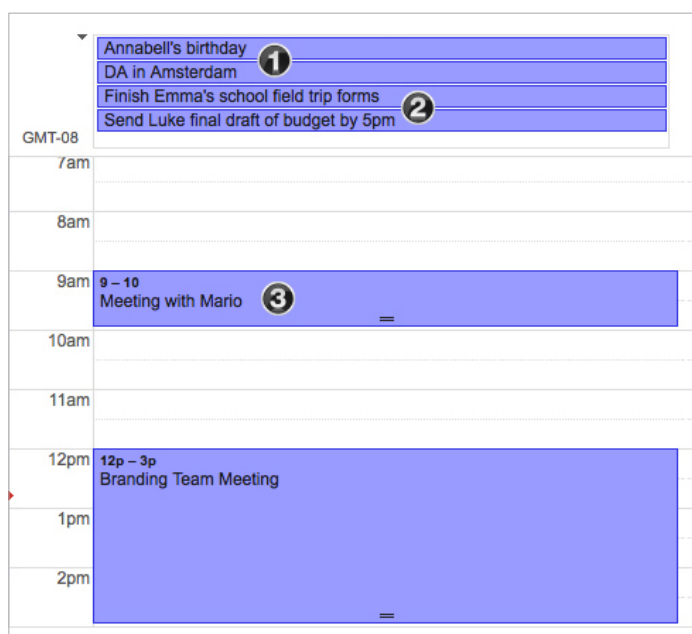 Annabell's birthday
1
DA in Amsterdam
Finish Emma's school field trip forms
2
Send Luke final draft of budget by 5pm
GMT-08
7am
8am
9am 9 – 10
Meeting with Mario 3
10am
11am
12pm 12p – 3p
Branding Team Meeting
1pm
2pm